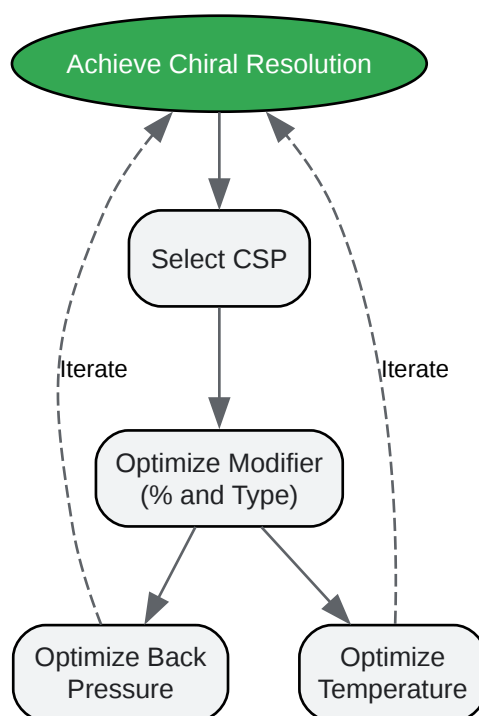 Achieve Chiral Resolution
Select CSP
Iterate
Iterate
Optimize Modifier
(% and Type)
Optimize Back
Pressure
Optimize
Temperature